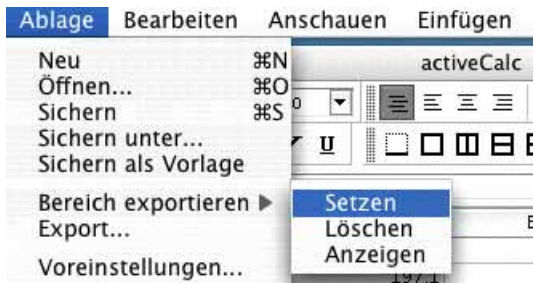 Ablage Bearbeiten Anschauen Einfügen
activeCalc
Neu ⌘N
Öffnen... ⌘O
Sichern ⌘S
Sichern unter...
Sichern als Vorlage
Bereich exportieren ▶
Export...
Voreinstellungen...
U
Setzen
Löschen
Anzeigen